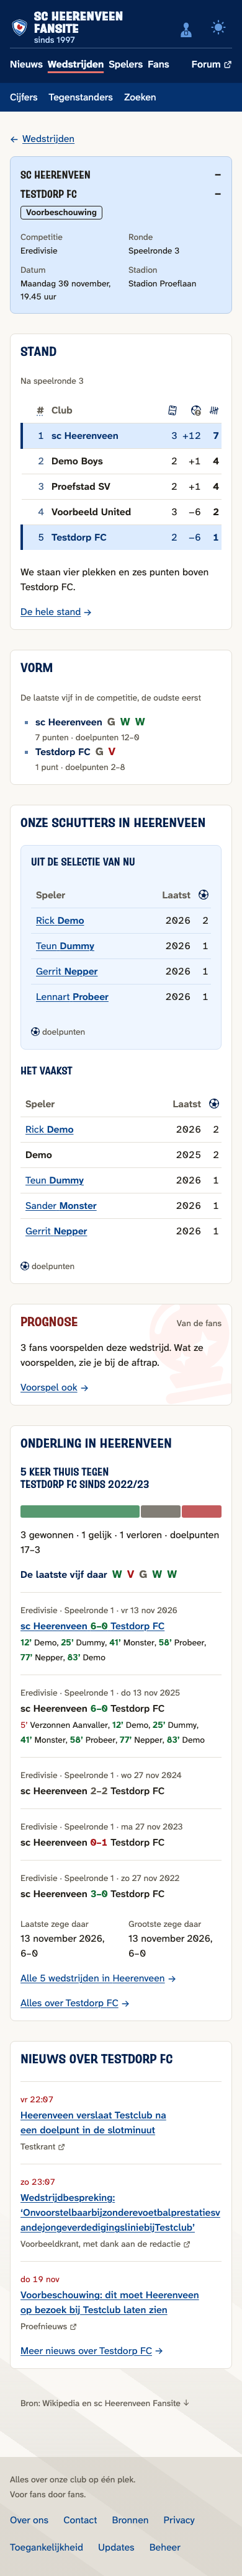 SC HEERENVEEN
FANSITE
sinds 1997
Nieuws Wedstrijden Spelers Fans Forum
Cijfers Tegenstanders Zoeken
← Wedstrijden
SC HEERENVEEN –
TESTDORP FC –
Voorbeschouwing
Competitie
Eredivisie
Ronde
Speelronde 3
Datum
Maandag 30 november,
19.45 uur
Stadion
Stadion Proeflaan
STAND
Na speelronde 3
# Club
1 sc Heerenveen 3 +12 7
2 Demo Boys 2 +1 4
3 Proefstad SV 2 +1 4
4 Voorbeeld United 3 –6 2
5 Testdorp FC 2 –6 1
We staan vier plekken en zes punten boven
Testdorp FC.
De hele stand →
VORM
De laatste vijf in de competitie, de oudste eerst
sc Heerenveen G W W
7 punten · doelpunten 12–0
Testdorp FC G V
1 punt · doelpunten 2–8
ONZE SCHUTTERS IN HEERENVEEN
UIT DE SELECTIE VAN NU
Speler Laatst
Rick Demo 2026 2
Teun Dummy 2026 1
Gerrit Nepper 2026 1
Lennart Probeer 2026 1
doelpunten
HET VAAKST
Speler Laatst
Rick Demo 2026 2
Demo 2025 2
Teun Dummy 2026 1
Sander Monster 2026 1
Gerrit Nepper 2026 1
doelpunten
PROGNOSE
Van de fans
3 fans voorspelden deze wedstrijd. Wat ze
voorspelden, zie je bij de aftrap.
Voorspel ook →
ONDERLING IN HEERENVEEN
5 KEER THUIS TEGEN
TESTDORP FC SINDS 2022/23
3 gewonnen · 1 gelijk · 1 verloren · doelpunten
17–3
De laatste vijf daar W V G W W
Eredivisie · Speelronde 1 · vr 13 nov 2026
sc Heerenveen 6–0 Testdorp FC
12’ Demo, 25’ Dummy, 41’ Monster, 58’ Probeer,
77’ Nepper, 83’ Demo
Eredivisie · Speelronde 1 · do 13 nov 2025
sc Heerenveen 6–0 Testdorp FC
5’ Verzonnen Aanvaller, 12’ Demo, 25’ Dummy,
41’ Monster, 58’ Probeer, 77’ Nepper, 83’ Demo
Eredivisie · Speelronde 1 · wo 27 nov 2024
sc Heerenveen 2–2 Testdorp FC
Eredivisie · Speelronde 1 · ma 27 nov 2023
sc Heerenveen 0–1 Testdorp FC
Eredivisie · Speelronde 1 · zo 27 nov 2022
sc Heerenveen 3–0 Testdorp FC
Laatste zege daar
13 november 2026,
6–0
Grootste zege daar
13 november 2026,
6–0
Alle 5 wedstrijden in Heerenveen →
Alles over Testdorp FC →
NIEUWS OVER TESTDORP FC
vr 22:07
Heerenveen verslaat Testclub na
een doelpunt in de slotminuut
Testkrant
zo 23:07
Wedstrijdbespreking:
‘Onvoorstelbaarbijzonderevoetbalprestatiesv
andejongeverdedigingsliniebijTestclub’
Voorbeeldkrant, met dank aan de redactie
do 19 nov
Voorbeschouwing: dit moet Heerenveen
op bezoek bij Testclub laten zien
Proefnieuws
Meer nieuws over Testdorp FC →
Bron: Wikipedia en sc Heerenveen Fansite ↓
Alles over onze club op één plek.
Voor fans door fans.
Over ons Contact Bronnen Privacy
Toegankelijkheid Updates Beheer